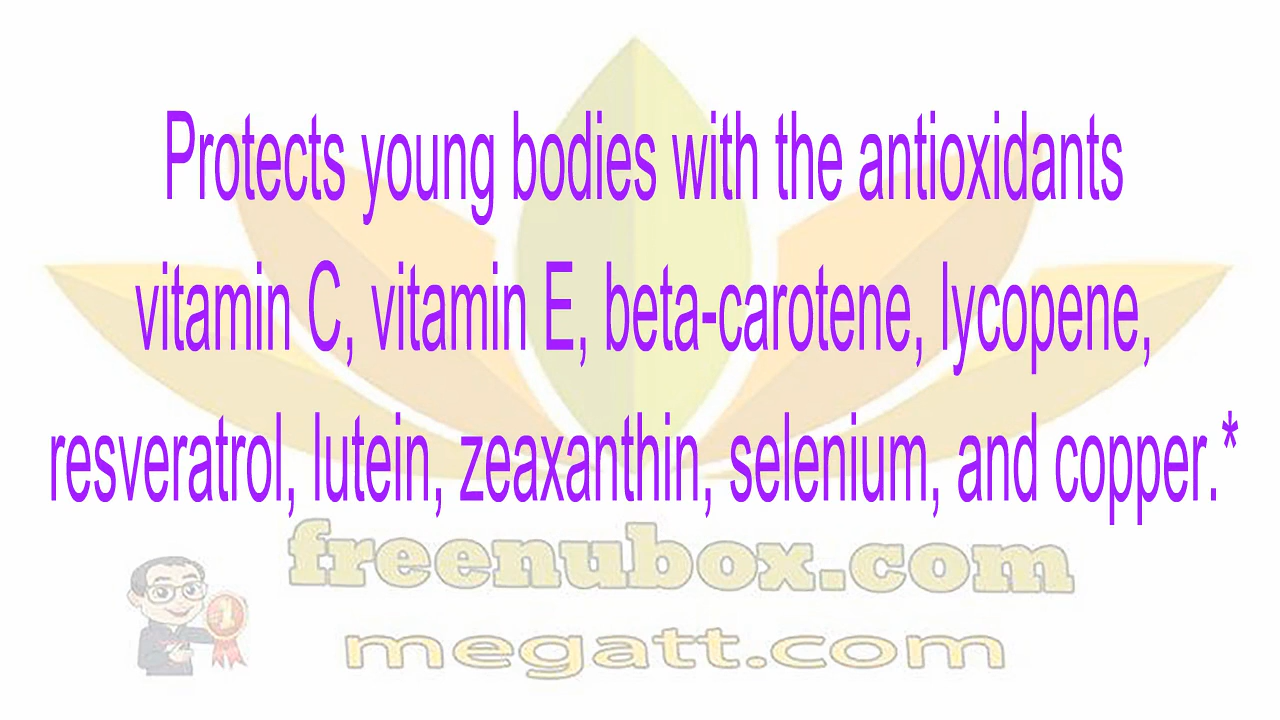 Protects young bodies with the antioxidants
vitamin C, vitamin E, beta-carotene, lycopene,
resveratrol, lutein, zeaxanthin, selenium, and copper.*
freenubox.com
1
megatt.com